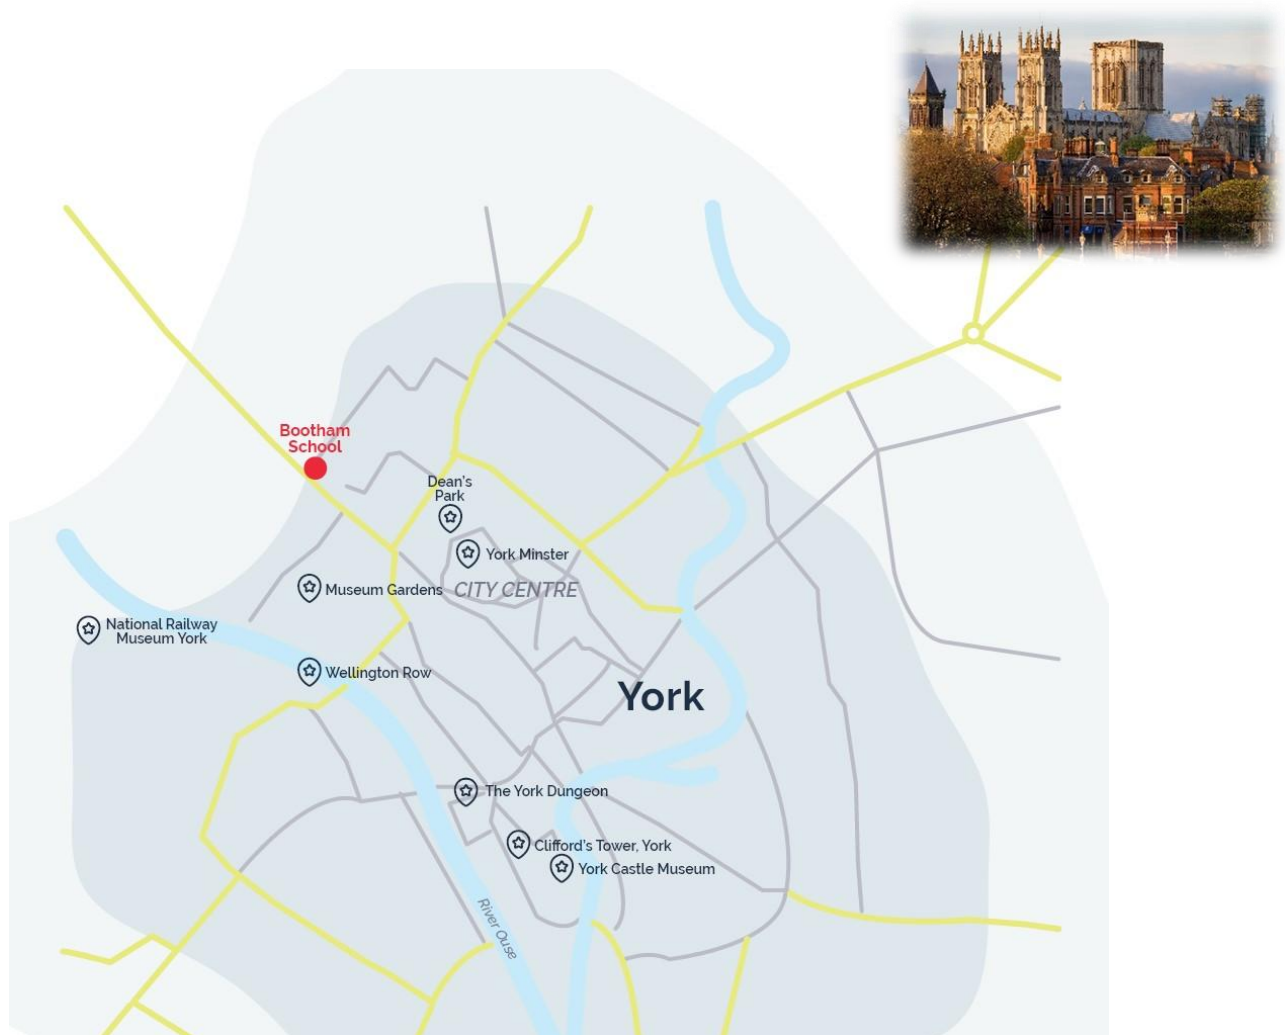 Bootham
School
Dean's
Park
York Minster
Museum Gardens
CITY CENTRE
National Railway
Museum York
Wellington Row
York
The York Dungeon
Clifford's Tower, York
York Castle Museum
River Ouse